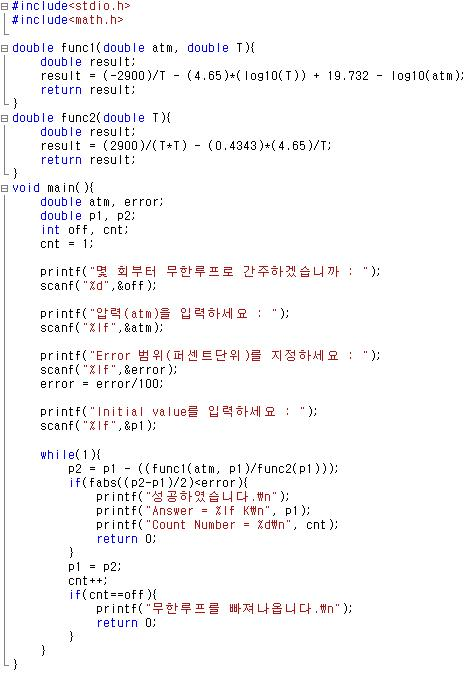 #include<stdio.h>
#include<math.h>
double func1(double atm, double T){
double result;
result = (-2900)/T - (4.65)*(log10(T)) + 19.732 - log10(atm);
return result;
}
double func2(double T){
double result;
result = (2900)/(T*T) - (0.4343)*(4.65)/T;
return result;
}
void main(){
double atm, error;
double p1, p2;
int off, cnt;
cnt = 1;
printf("몇 회부터 무한루프로 간주하겠습니까 : ");
scanf("%d",&off);
printf("압력(atm)을 입력하세요 : ");
scanf("%lf",&atm);
printf("Error 범위(퍼센트단위)를 지정하세요 : ");
scanf("%lf",&error);
error = error/100;
printf("Initial value를 입력하세요 : ");
scanf("%lf",&p1);
while(1){
p2 = p1 - ((func1(atm, p1)/func2(p1)));
if(fabs((p2-p1)/2)<error){
printf("성공하였습니다.₩n");
printf("Answer = %lf K₩n", p1);
printf("Count Number = %d₩n", cnt);
return 0;
}
p1 = p2;
cnt++;
if(cnt==off){
printf("무한루프를 빠져나옵니다.₩n");
return 0;
}
}
}